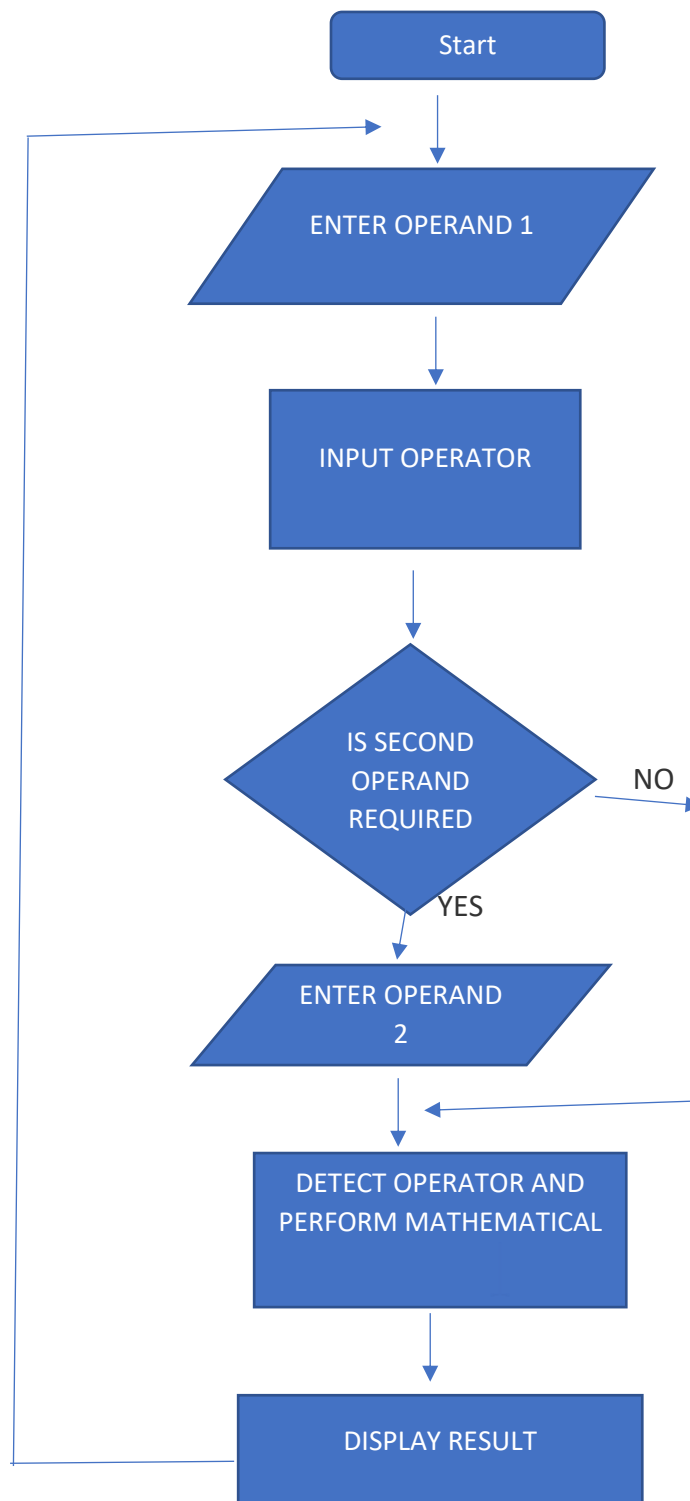 Start
ENTER OPERAND 1
INPUT OPERATOR
IS SECOND
OPERAND
REQUIRED
NO
YES
ENTER OPERAND
2
DETECT OPERATOR AND
PERFORM MATHEMATICAL
DISPLAY RESULT